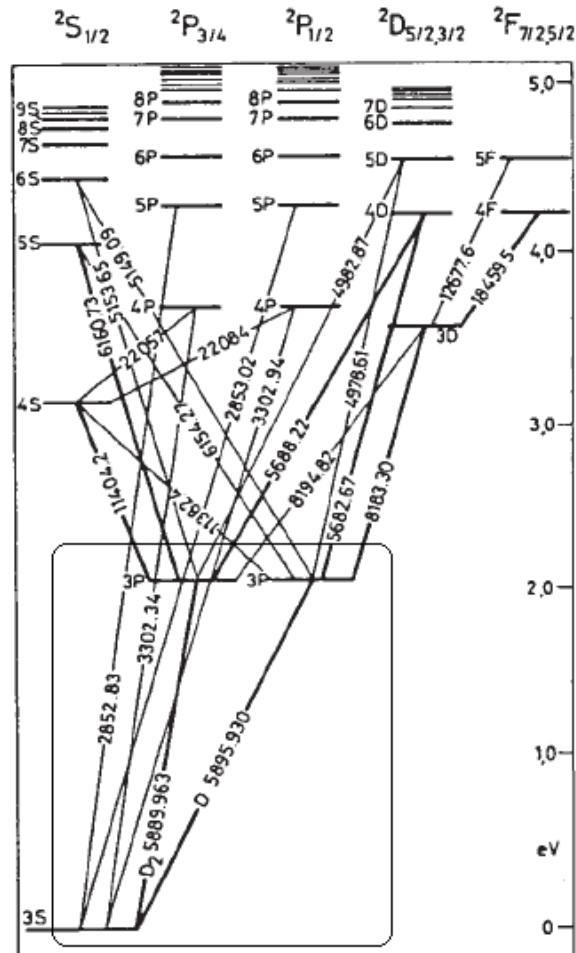 ²S₁/₂ ²P₃/₄ ²P₁/₂ ²D₅/₂,₃/₂ ²F₇/₂,₅/₂
5,0
9S 8P 8P 7D
8S 7P 7P 6D
7S 6P 6P 5D 5F
6S 5P 5P 4D 4F
5S
4,0
4P 4P
3D
4S
3,0
3P 3P
2,0
1,0
eV
3S
0
5149.09
5153.65
6160.73
22057
22084
6154.27
2853.02
3302.94
4982.87
5688.22
12677.6
18459.5
4978.61
8194.82
5682.67
8183.30
11404.2
11382.4
2852.83
3302.34
D₂ 5889.963
D 5895.930